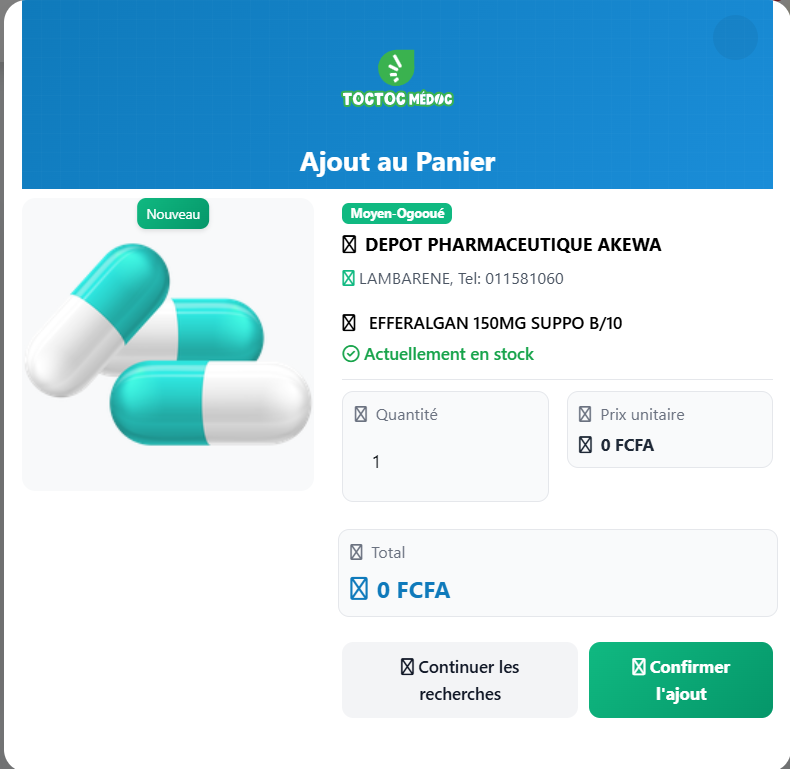 TOCTOC MÉDOC
Ajout au Panier
Nouveau
Moyen-Ogooué
DEPOT PHARMACEUTIQUE AKEWA
LAMBARENE, Tel: 011581060
EFFERALGAN 150MG SUPPO B/10
Actuellement en stock
Quantité
1
Prix unitaire
0 FCFA
Total
0 FCFA
Continuer les
recherches
Confirmer
l'ajout